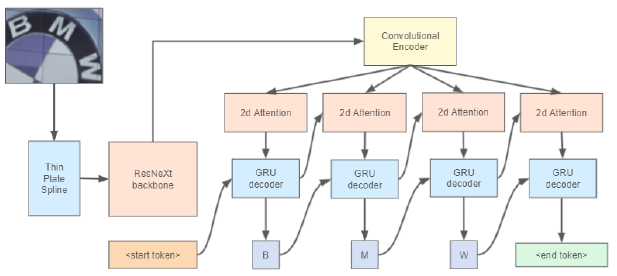 B M W
Convolutional
Encoder
2d Attention
2d Attention
2d Attention
2d Attention
Thin
Plate
Spline
ResNeXt
backbone
GRU
decoder
GRU
decoder
GRU
decoder
GRU
decoder
<start token>
B
M
W
<end token>